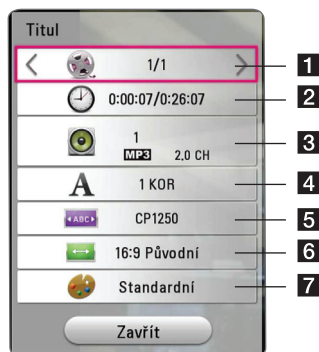 Titul
1/1 1
0:00:07/0:26:07 2
1 3
MP3 2,0 CH
A 1 KOR 4
ABC CP1250 5
16:9 Původní 6
Standardní 7
Zavřít